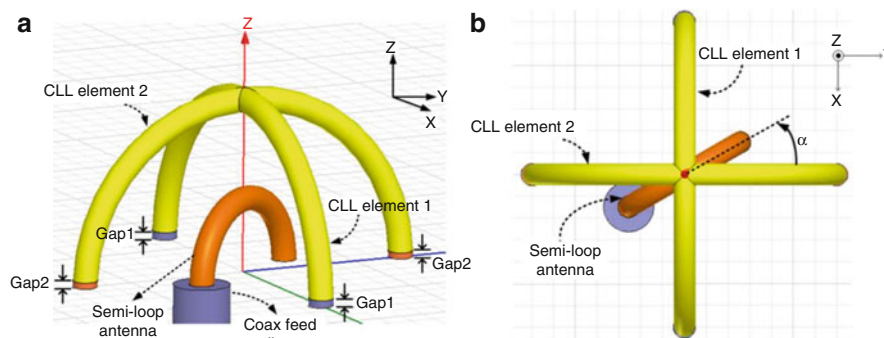 a
Z
Z
Y
X
CLL element 2
CLL element 1
Gap1
Gap2
Gap2
Gap1
Semi-loop
antenna
Coax feed
b
Z
X
CLL element 1
CLL element 2
α
Semi-loop
antenna